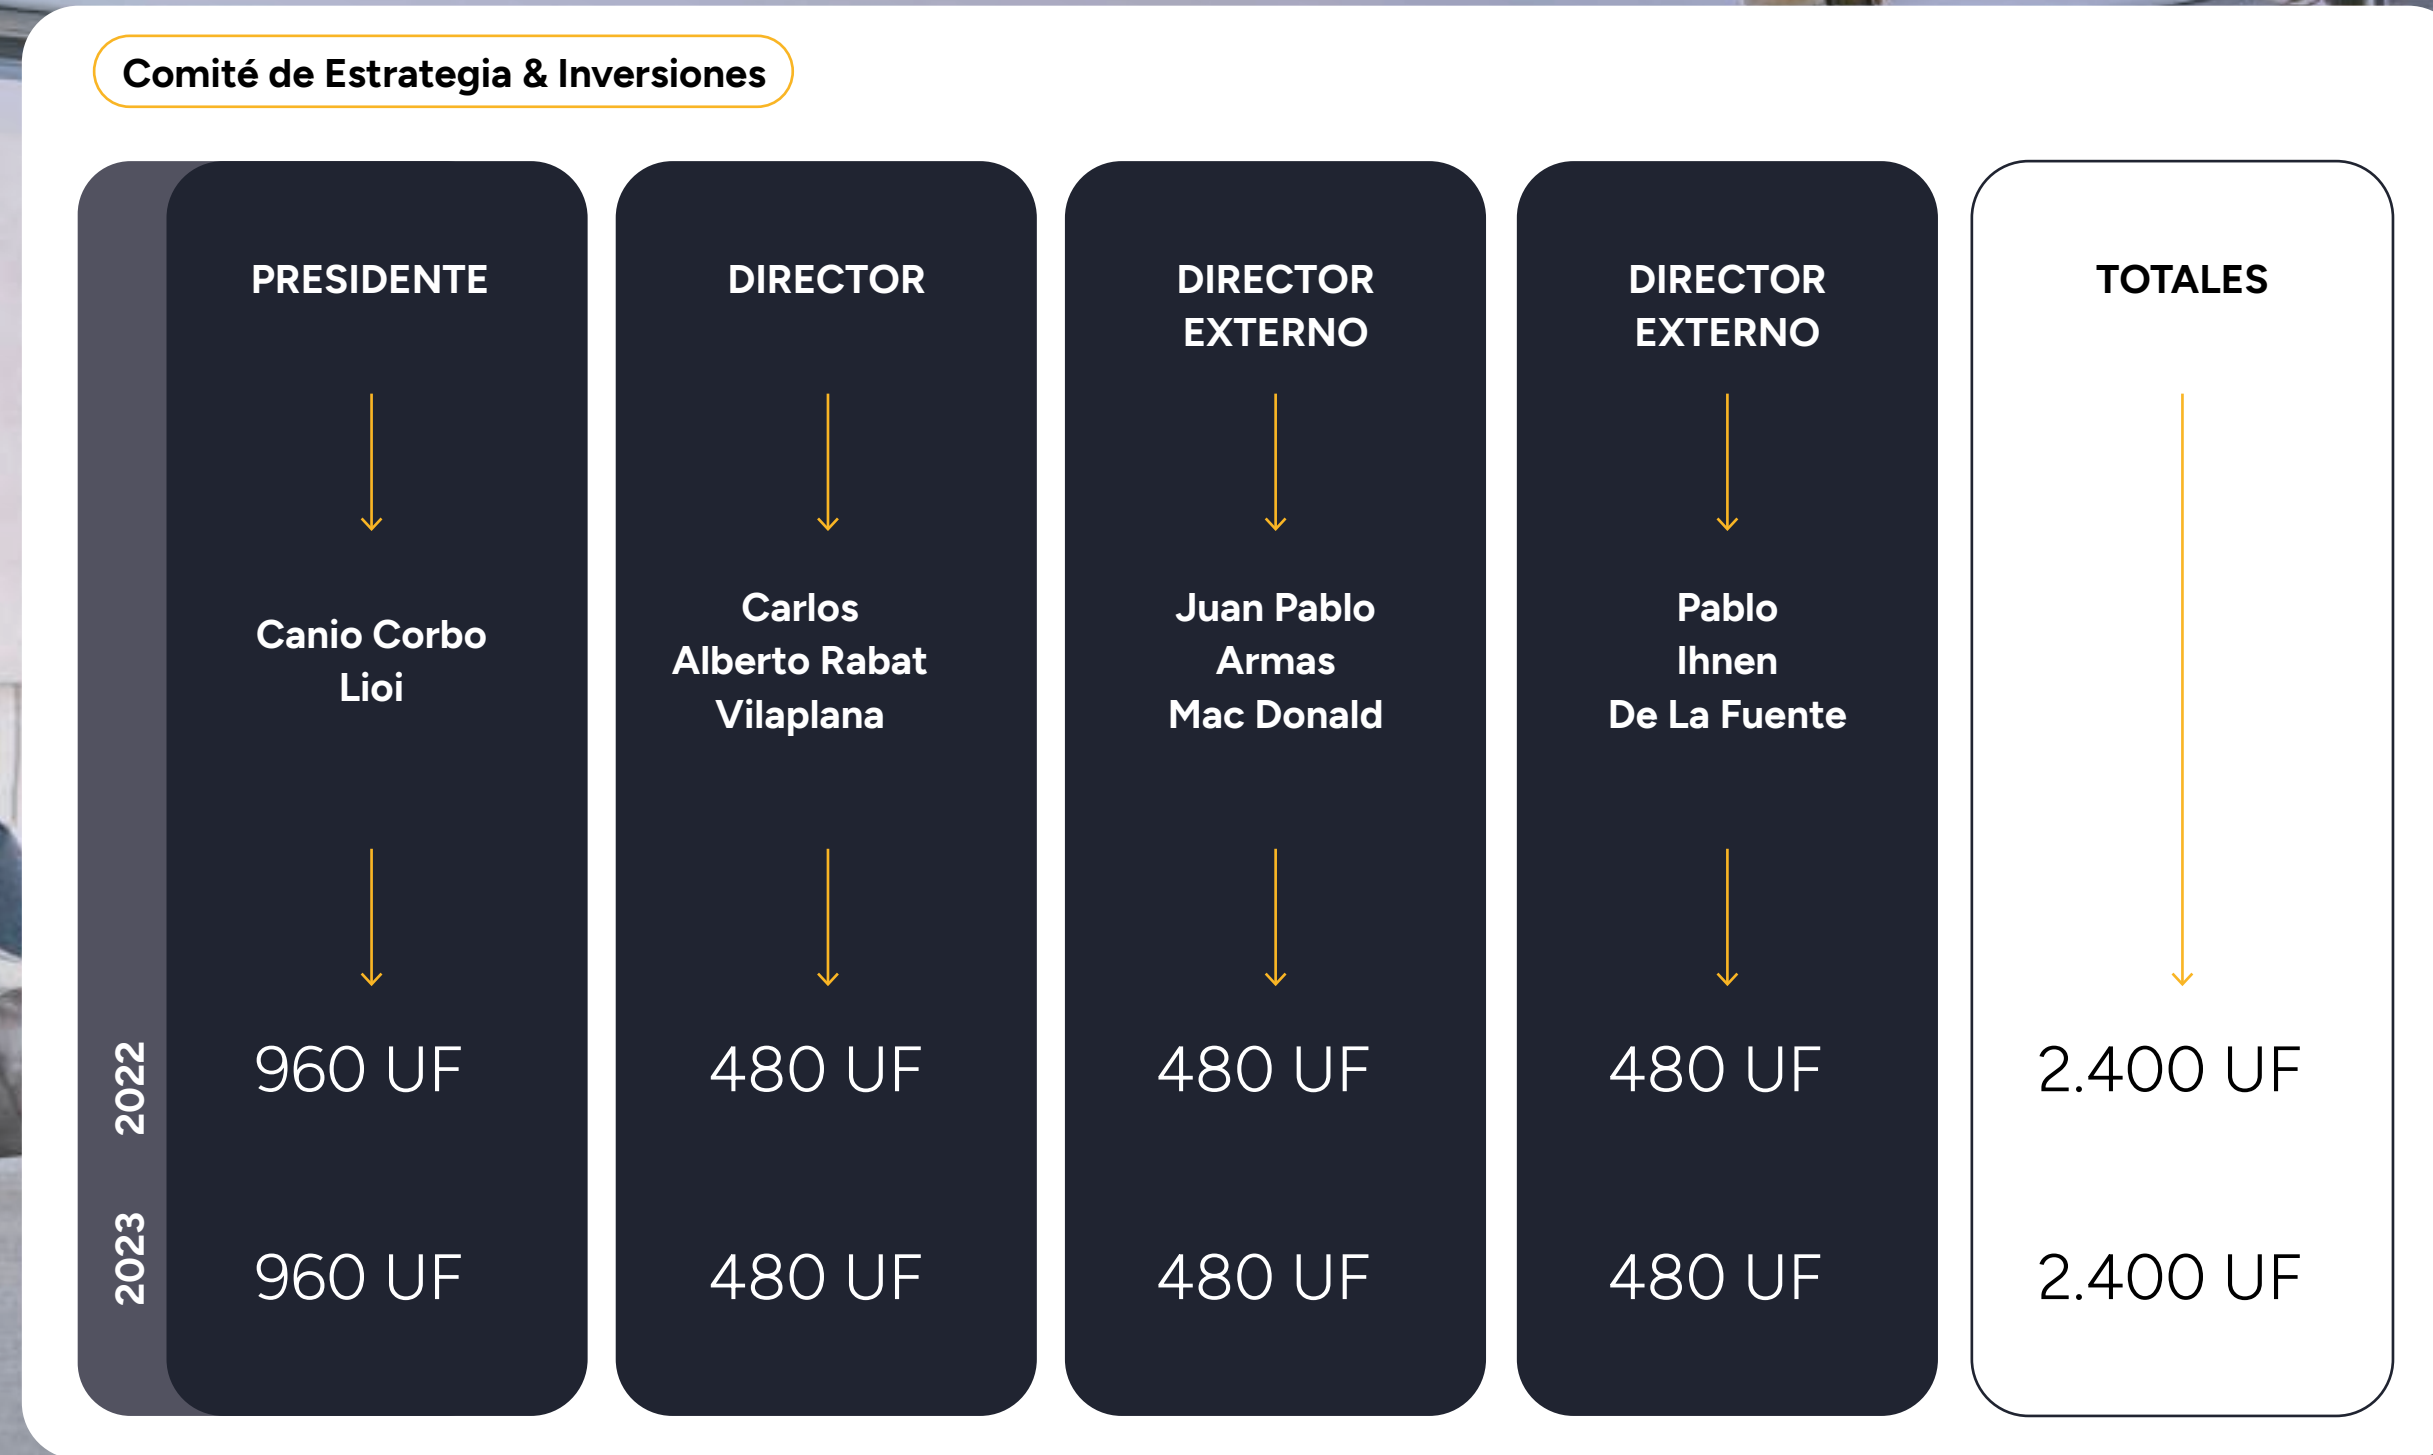 Comité de Estrategia & Inversiones
PRESIDENTE
Canio Corbo
Lioi
DIRECTOR
Carlos
Alberto Rabat
Vilaplana
DIRECTOR
EXTERNO
Juan Pablo
Armas
Mac Donald
DIRECTOR
EXTERNO
Pablo
Ihnen
De La Fuente
TOTALES
2022
960 UF
480 UF
480 UF
480 UF
2.400 UF
2023
960 UF
480 UF
480 UF
480 UF
2.400 UF